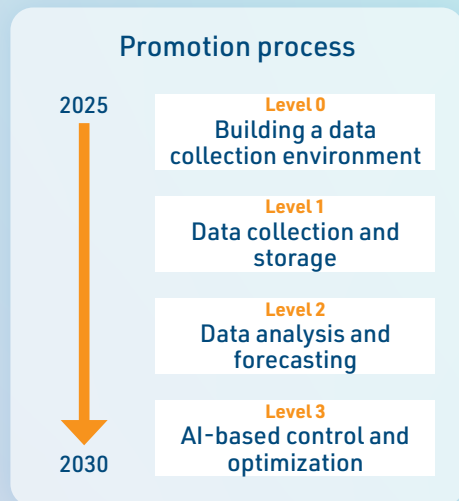 Promotion process
2025
Level 0
Building a data
collection environment
Level 1
Data collection and
storage
Level 2
Data analysis and
forecasting
Level 3
AI-based control and
optimization
2030